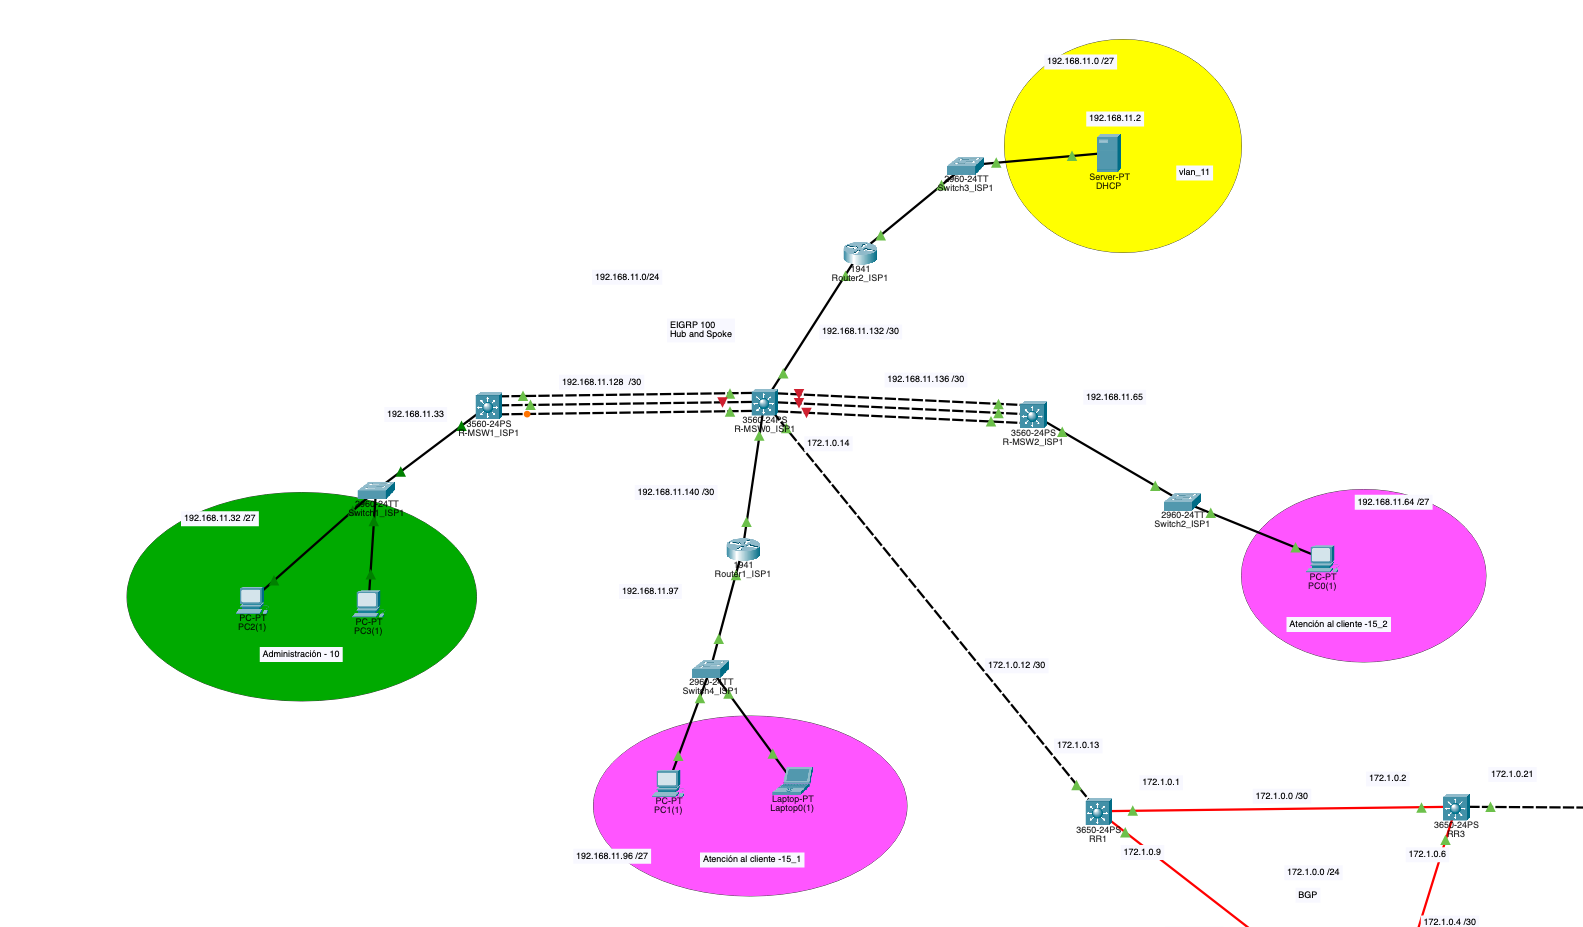 192.168.11.0 /27
192.168.11.2
vlan_11
Server-PT
DHCP
2960-24TT
Switch3_ISP1
1941
Router2_ISP1
192.168.11.0/24
EIGRP 100
Hub and Spoke
192.168.11.132 /30
192.168.11.128 /30
192.168.11.136 /30
192.168.11.33
192.168.11.65
3560-24PS
R-MSW1_ISP1
3560-24PS
R-MSW0_ISP1
3560-24PS
R-MSW2_ISP1
172.1.0.14
192.168.11.140 /30
2960-24TT
Switch1_ISP1
192.168.11.32 /27
2960-24TT
Switch2_ISP1
192.168.11.64 /27
1941
Router1_ISP1
192.168.11.97
PC-PT
PC2(1)
PC-PT
PC3(1)
PC-PT
PC0(1)
Atención al cliente -15_2
Administración - 10
2960-24TT
Switch4_ISP1
172.1.0.12 /30
172.1.0.13
PC-PT
PC1(1)
Laptop-PT
Laptop0(1)
172.1.0.1
172.1.0.0 /30
172.1.0.2
172.1.0.21
3650-24PS
RR1
3650-24PS
RR3
192.168.11.96 /27
Atención al cliente -15_1
172.1.0.9
172.1.0.6
172.1.0.0 /24
BGP
172.1.0.4 /30